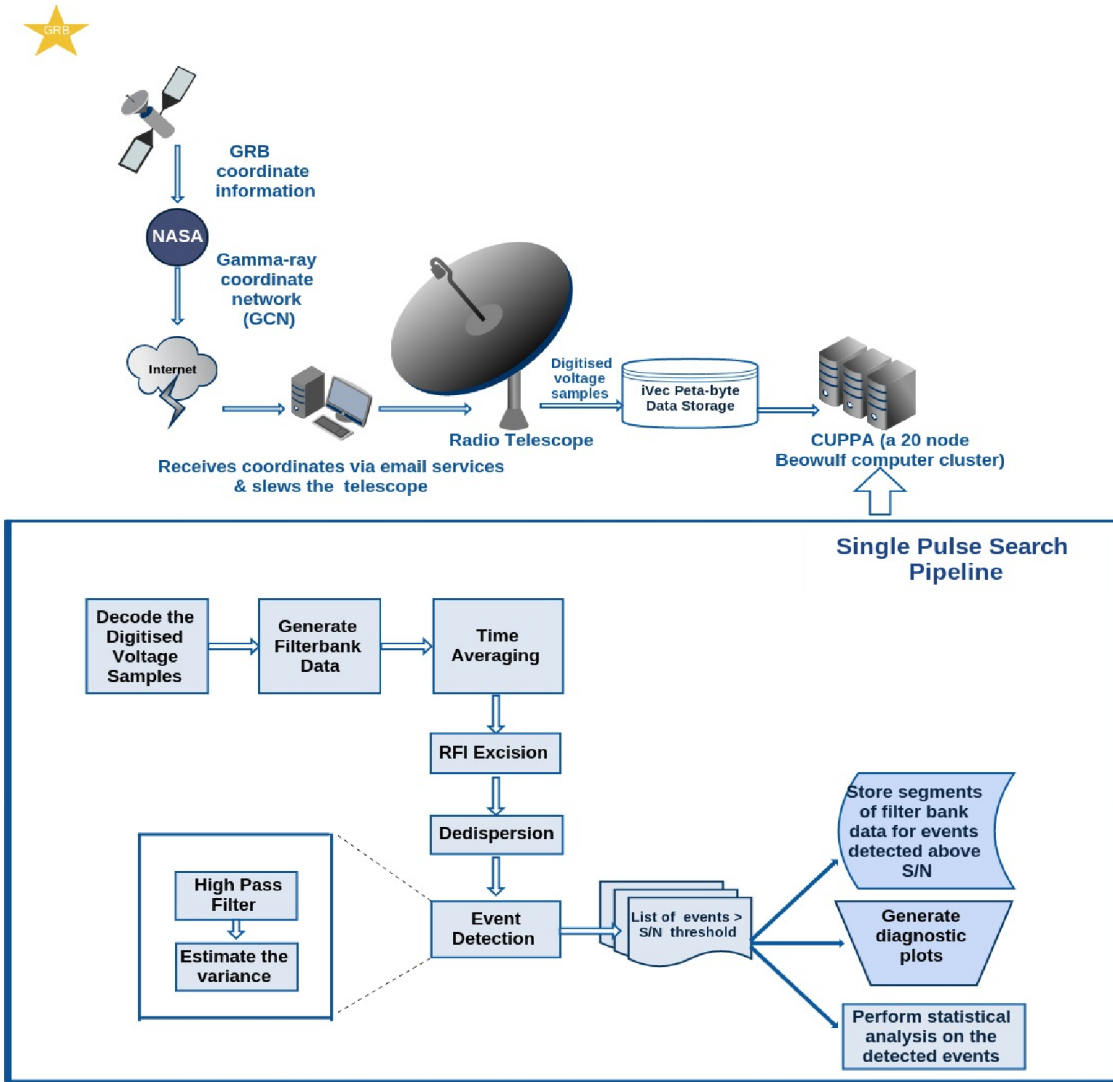 GRB
GRB
coordinate
information
NASA
Gamma-ray
coordinate
network
(GCN)
Internet
Digitised
voltage
samples
iVec Peta-byte
Data Storage
Radio Telescope
CUPPA (a 20 node
Beowulf computer cluster)
Receives coordinates via email services
& slews the telescope
Single Pulse Search
Pipeline
Decode the
Digitised
Voltage
Samples
Generate
Filterbank
Data
Time
Averaging
RFI Excision
Dedispersion
High Pass
Filter
Estimate the
variance
Event
Detection
List of events >
S/N threshold
Store segments
of filter bank
data for events
detected above
S/N
Generate
diagnostic
plots
Perform statistical
analysis on the
detected events